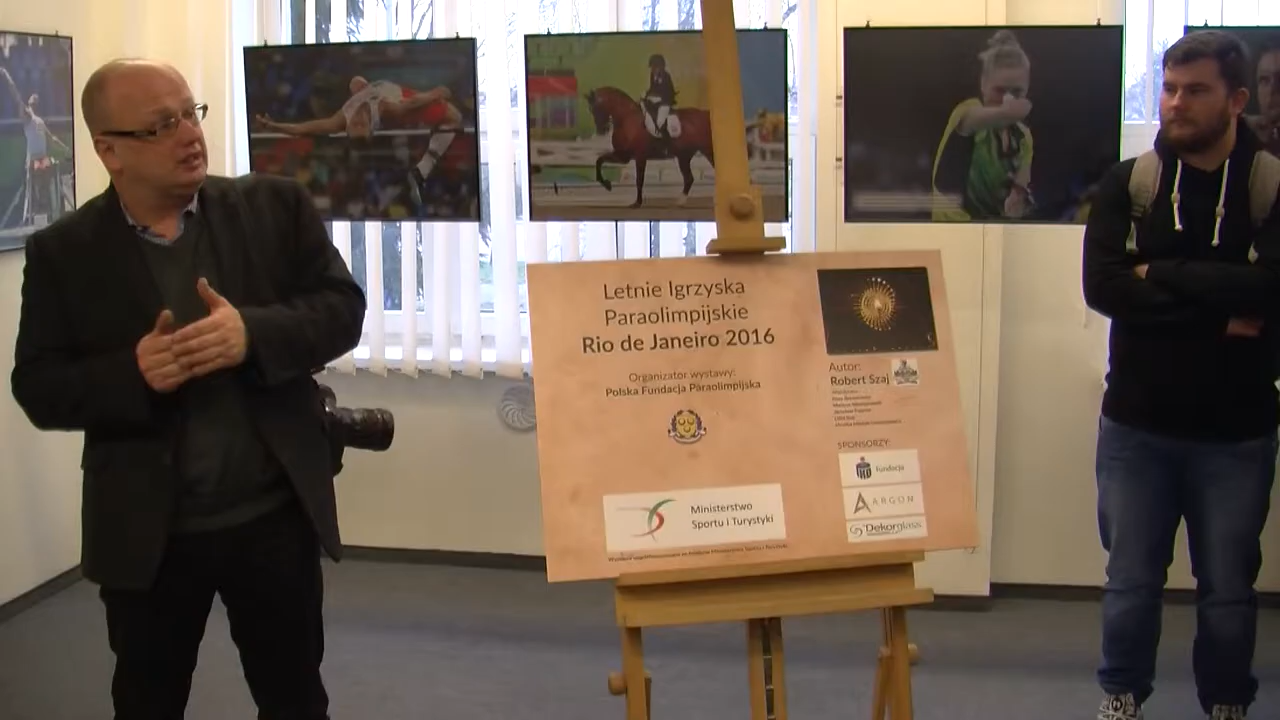 Letnie Igrzyska
Paraolimpijskie
Rio de Janeiro 2016
Organizator wystawy:
Polska Fundacja Paraolimpijska
Ministerstwo
Sportu i Turystyki
Autor:
Robert Szaj
SPONSORZY:
PKO Fundacja
ARGON
Dekorglass